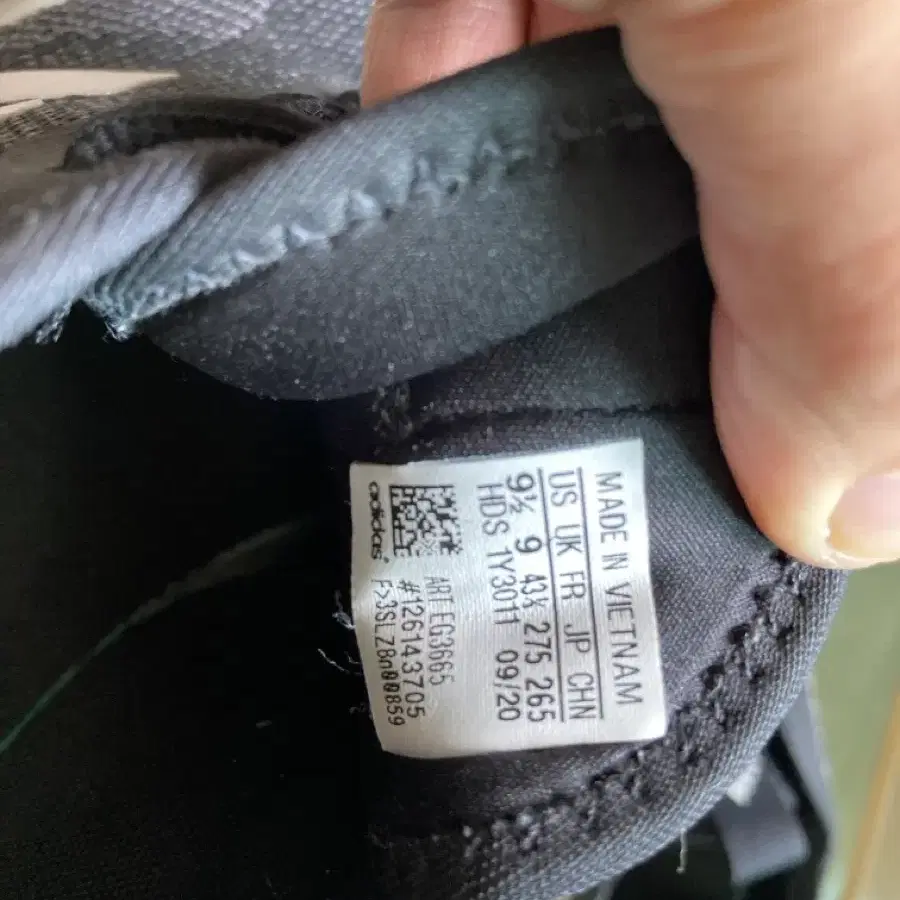 MADE IN VIETNAM
US UK FR JP CHN
9½ 9 43⅓ 275 265
HDS 1Y3011 09/20
ART EG3665
#126143705
F>3SLZBn00859
adidas